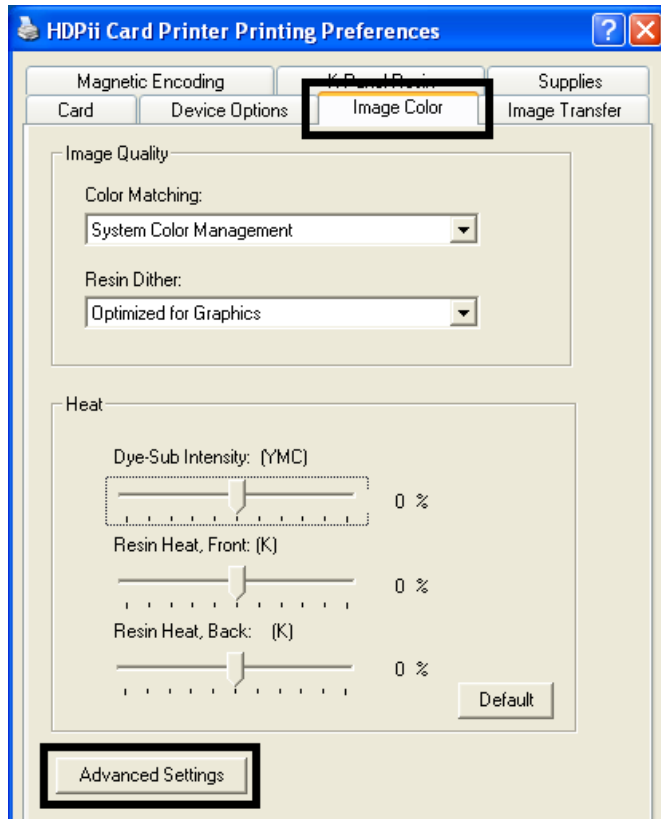 HDPii Card Printer Printing Preferences
Magnetic Encoding K Panel Resin Supplies
Card Device Options Image Color Image Transfer
Image Quality
Color Matching:
System Color Management
Resin Dither:
Optimized for Graphics
Heat
Dye-Sub Intensity: (YMC)
0 %
Resin Heat, Front: (K)
0 %
Resin Heat, Back: (K)
0 %
Default
Advanced Settings